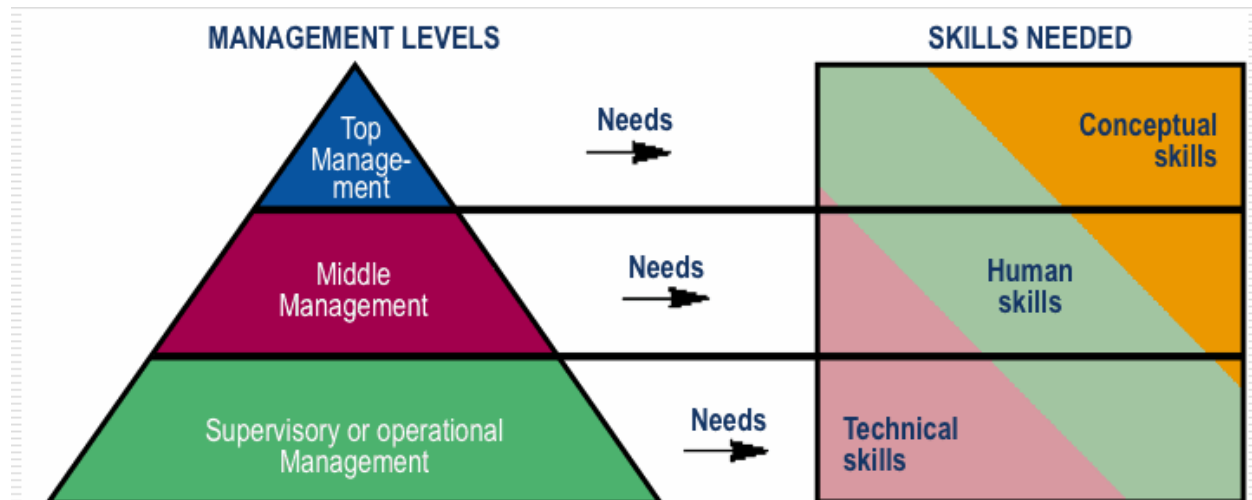 MANAGEMENT LEVELS
SKILLS NEEDED
Top
Manage-
ment
Needs
Conceptual
skills
Middle
Management
Needs
Human
skills
Supervisory or operational
Management
Needs
Technical
skills